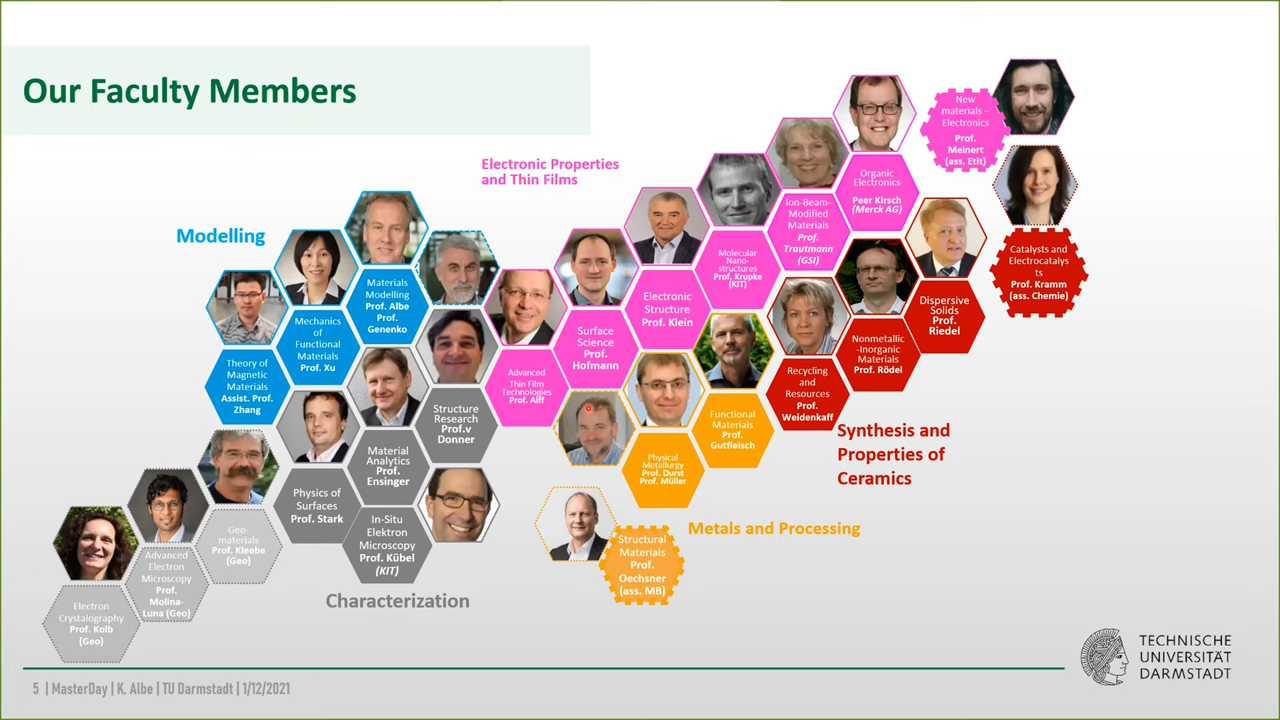 Our Faculty Members
Electronic Properties
and Thin Films
Modelling
Theory of
Magnetic
Materials
Assist. Prof.
Zhang
Mechanics
of
Functional
Materials
Prof. Xu
Materials
Modelling
Prof. Albe
Prof.
Genenko
Advanced
Thin Film
Technologies
Prof. Alff
Surface
Science
Prof.
Hofmann
Electronic
Structure
Prof. Klein
Molecular
Nano-
structures
Prof. Krupke
(KIT)
Ion-Beam-
Modified
Materials
Prof.
Trautmann
(GSI)
Organic
Electronics
Peer Kirsch
(Merck AG)
New
materials –
Electronics
Prof.
Meinert
(ass. Etit)
Catalysts and
Electrocatalys
ts
Prof. Kramm
(ass. Chemie)
Dispersive
Solids
Prof.
Riedel
Nonmetallic
-Inorganic
Materials
Prof. Rödel
Recycling
and
Resources
Prof.
Weidenkaff
Synthesis and
Properties of
Ceramics
Functional
Materials
Prof.
Gutfleisch
Physical
Metallurgy
Prof. Durst
Prof. Müller
Structural
Materials
Prof.
Oechsner
(ass. MB)
Metals and Processing
Structure
Research
Prof.v
Donner
Material
Analytics
Prof.
Ensinger
Physics of
Surfaces
Prof. Stark
In-Situ
Elektron
Microscopy
Prof. Kübel
(KIT)
Geo-
materials
Prof. Kleebe
(Geo)
Advanced
Electron
Microscopy
Prof.
Molina-
Luna (Geo)
Electron
Crystalography
Prof. Kolb
(Geo)
Characterization
5 | MasterDay | K. Albe | TU Darmstadt | 1/12/2021
TECHNISCHE
UNIVERSITÄT
DARMSTADT